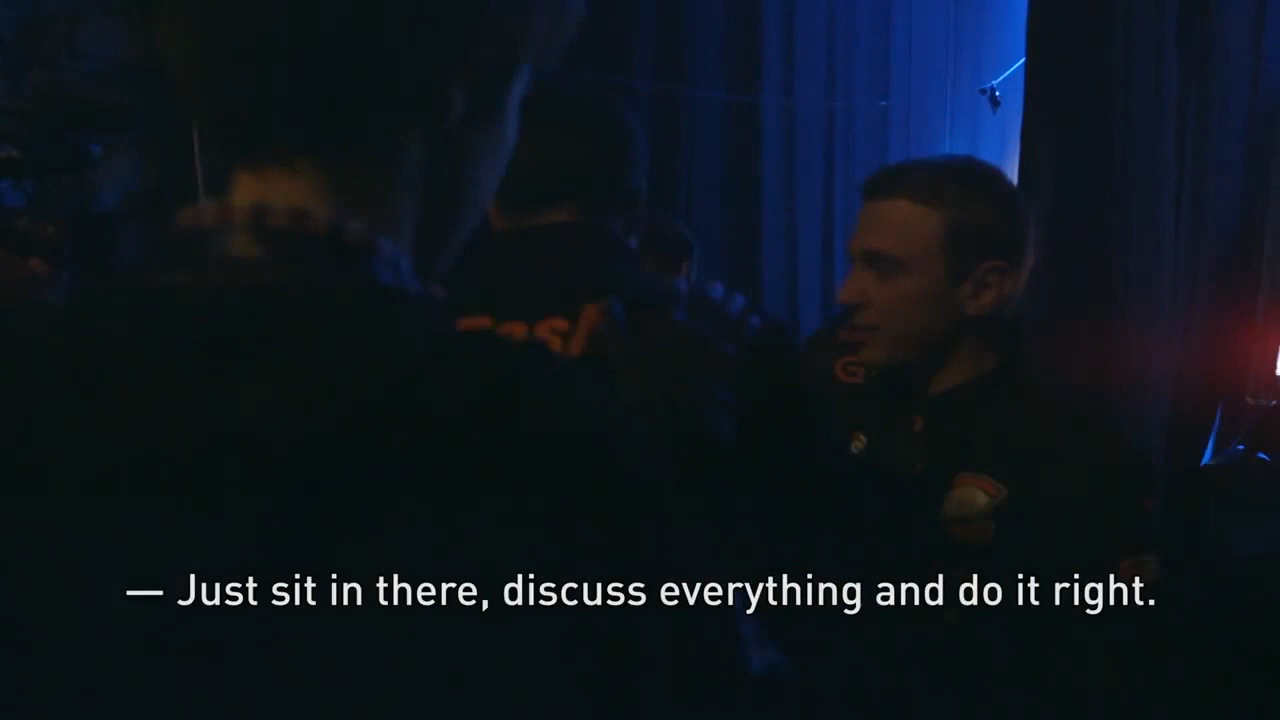 — Just sit in there, discuss everything and do it right.